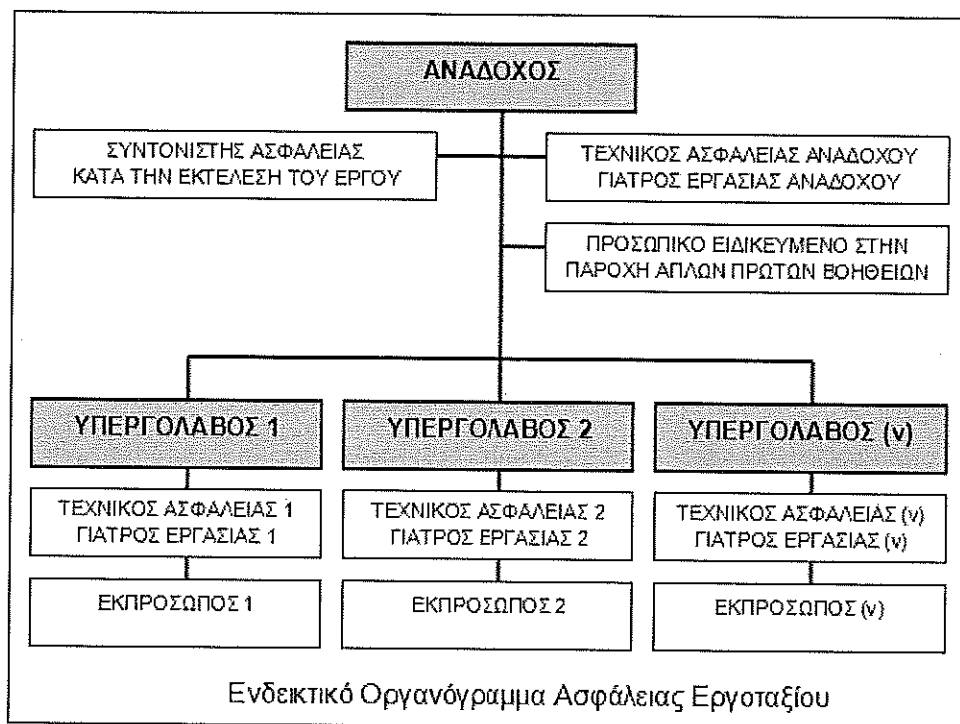 ΑΝΑΔΟΧΟΣ
ΣΥΝΤΟΝΙΣΤΗΣ ΑΣΦΑΛΕΙΑΣ
ΚΑΤΑ ΤΗΝ ΕΚΤΕΛΕΣΗ ΤΟΥ ΕΡΓΟΥ
ΤΕΧΝΙΚΟΣ ΑΣΦΑΛΕΙΑΣ ΑΝΑΔΟΧΟΥ
ΓΙΑΤΡΟΣ ΕΡΓΑΣΙΑΣ ΑΝΑΔΟΧΟΥ
ΠΡΟΣΩΠΙΚΟ ΕΙΔΙΚΕΥΜΕΝΟ ΣΤΗΝ
ΠΑΡΟΧΗ ΑΠΛΩΝ ΠΡΩΤΩΝ ΒΟΗΘΕΙΩΝ
ΥΠΕΡΓΟΛΑΒΟΣ 1
ΤΕΧΝΙΚΟΣ ΑΣΦΑΛΕΙΑΣ 1
ΓΙΑΤΡΟΣ ΕΡΓΑΣΙΑΣ 1
ΕΚΠΡΟΣΩΠΟΣ 1
ΥΠΕΡΓΟΛΑΒΟΣ 2
ΤΕΧΝΙΚΟΣ ΑΣΦΑΛΕΙΑΣ 2
ΓΙΑΤΡΟΣ ΕΡΓΑΣΙΑΣ 2
ΕΚΠΡΟΣΩΠΟΣ 2
ΥΠΕΡΓΟΛΑΒΟΣ (ν)
ΤΕΧΝΙΚΟΣ ΑΣΦΑΛΕΙΑΣ (ν)
ΓΙΑΤΡΟΣ ΕΡΓΑΣΙΑΣ (ν)
ΕΚΠΡΟΣΩΠΟΣ (ν)
Ενδεικτικό Οργανόγραμμα Ασφάλειας Εργοταξίου